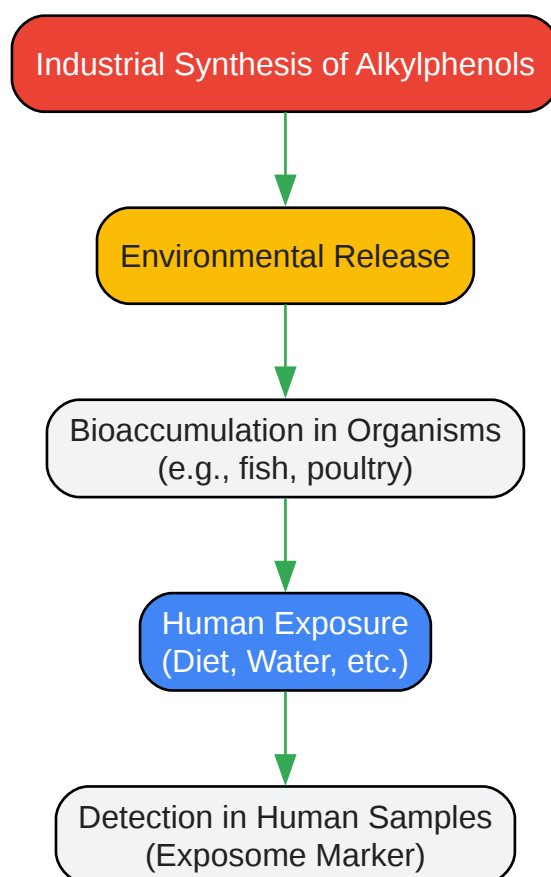 Industrial Synthesis of Alkylphenols
Environmental Release
Bioaccumulation in Organisms
(e.g., fish, poultry)
Human Exposure
(Diet, Water, etc.)
Detection in Human Samples
(Exposome Marker)